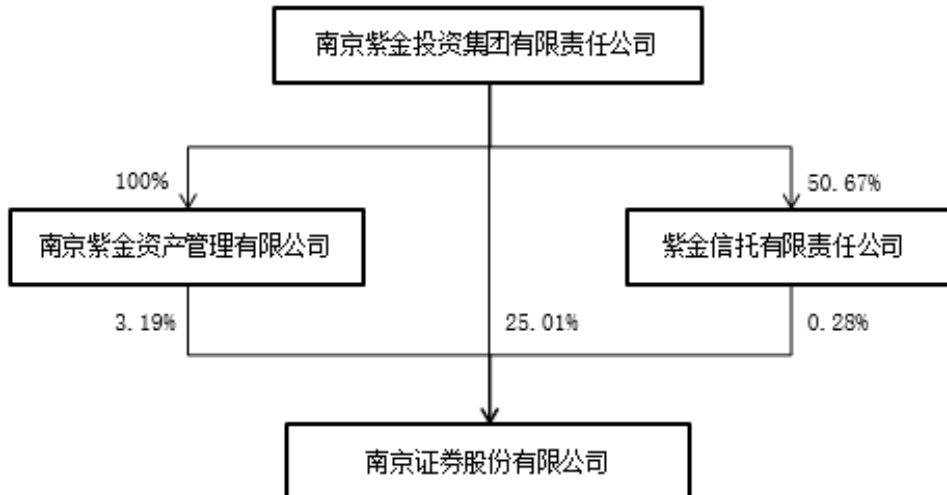 南京紫金投资集团有限责任公司
100%
50.67%
南京紫金资产管理有限公司
紫金信托有限责任公司
3.19%
25.01%
0.28%
南京证券股份有限公司